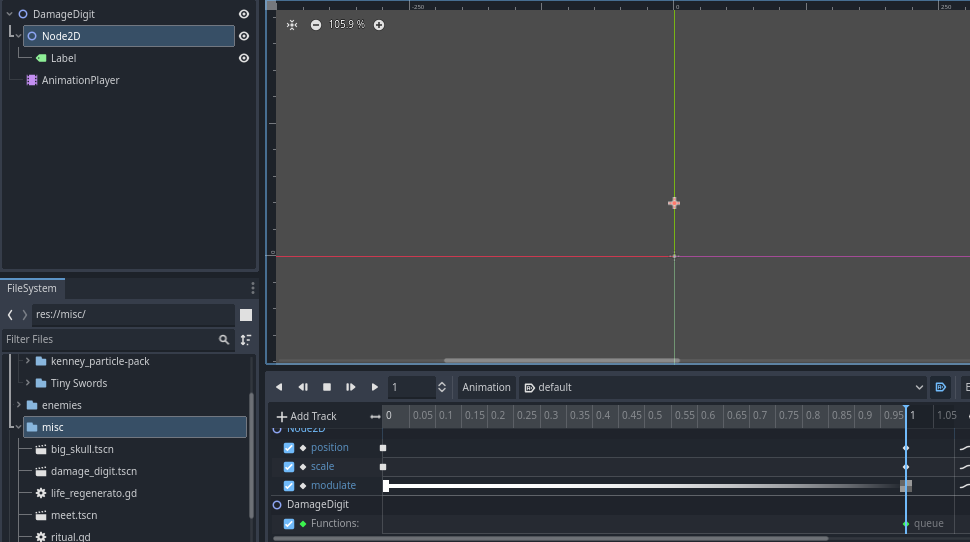 DamageDigit
Node2D
Label
AnimationPlayer
FileSystem
res://misc/
Filter Files
kenney_particle-pack
Tiny Swords
enemies
misc
big_skull.tscn
damage_digit.tscn
life_regenerato.gd
meet.tscn
ritual.gd
-250 0 250
0
105.9 %
1 Animation default
Add Track 0 0.05 0.1 0.15 0.2 0.25 0.3 0.35 0.4 0.45 0.5 0.55 0.6 0.65 0.7 0.75 0.8 0.85 0.9 0.95 1 1.05
Node2D
position
scale
modulate
DamageDigit
Functions: queue